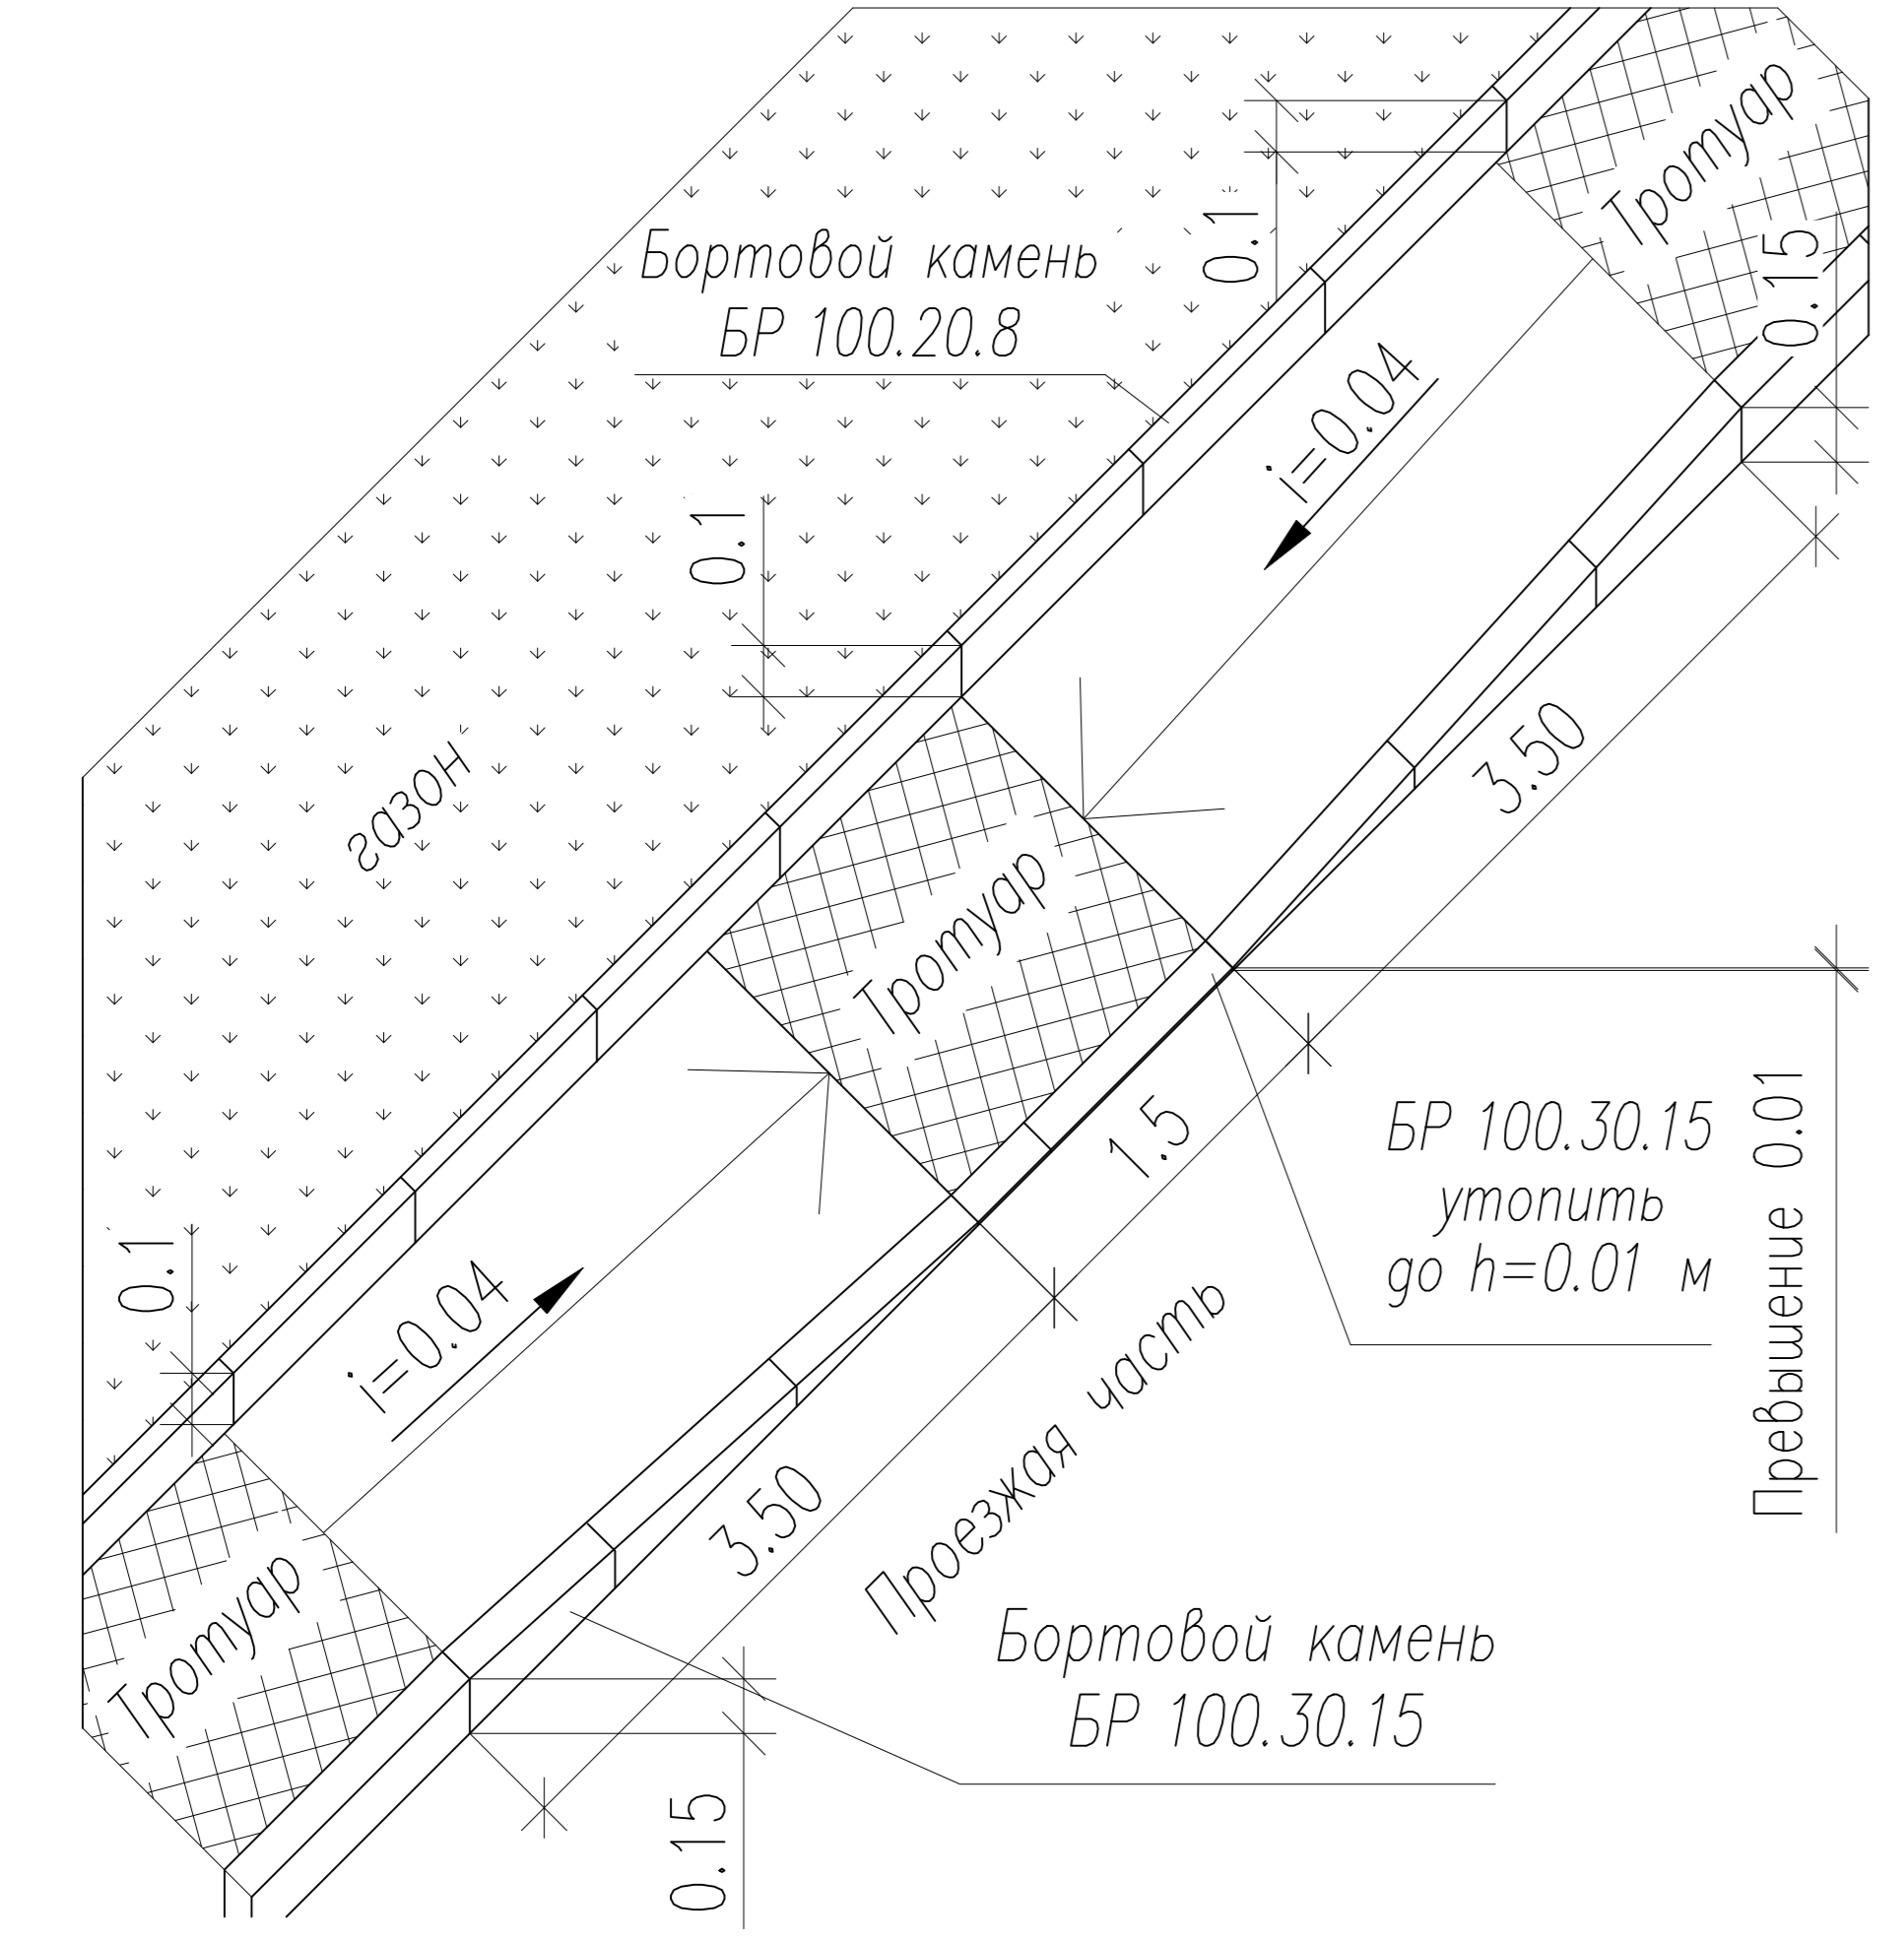 Тротуар
0.1
0.15
Бортовой камень
БР 100.20.8
i=0.04
0.1
3.50
газон
Тротуар
1.5
БР 100.30.15
утопить
до h=0.01 м
Превышение 0.01
0.1
i=0.04
Проезжая часть
3.50
Тротуар
Бортовой камень
БР 100.30.15
0.15